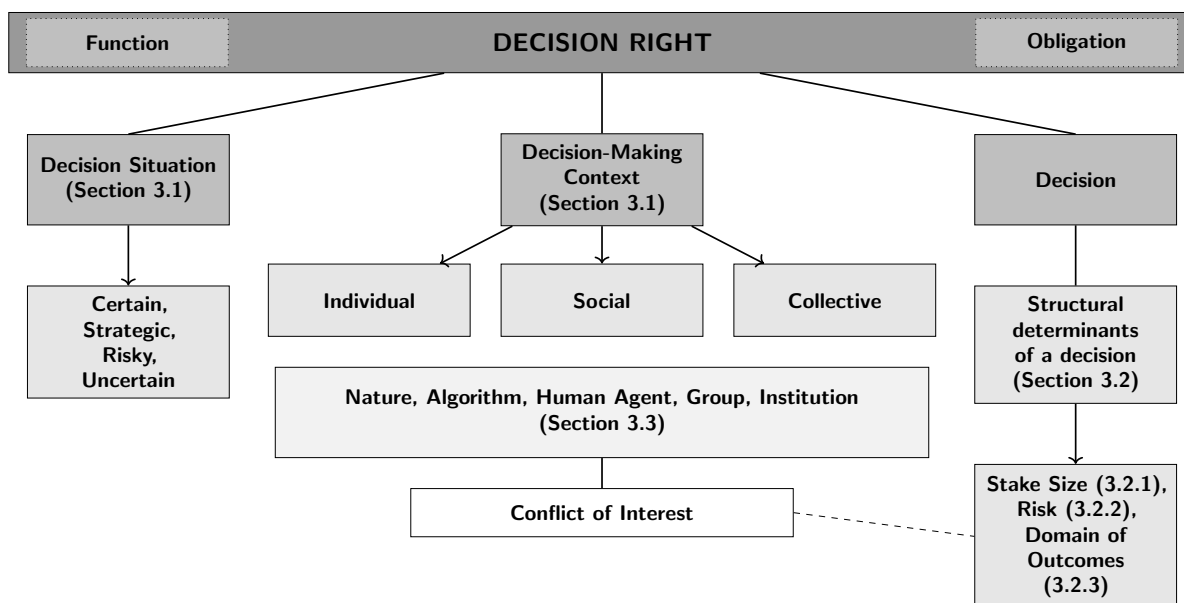 Function
DECISION RIGHT
Obligation
Decision Situation
(Section 3.1)
Decision-Making
Context
(Section 3.1)
Decision
Individual
Social
Collective
Certain,
Strategic,
Risky,
Uncertain
Structural
determinants
of a decision
(Section 3.2)
Nature, Algorithm, Human Agent, Group, Institution
(Section 3.3)
Conflict of Interest
Stake Size (3.2.1),
Risk (3.2.2),
Domain of
Outcomes
(3.2.3)